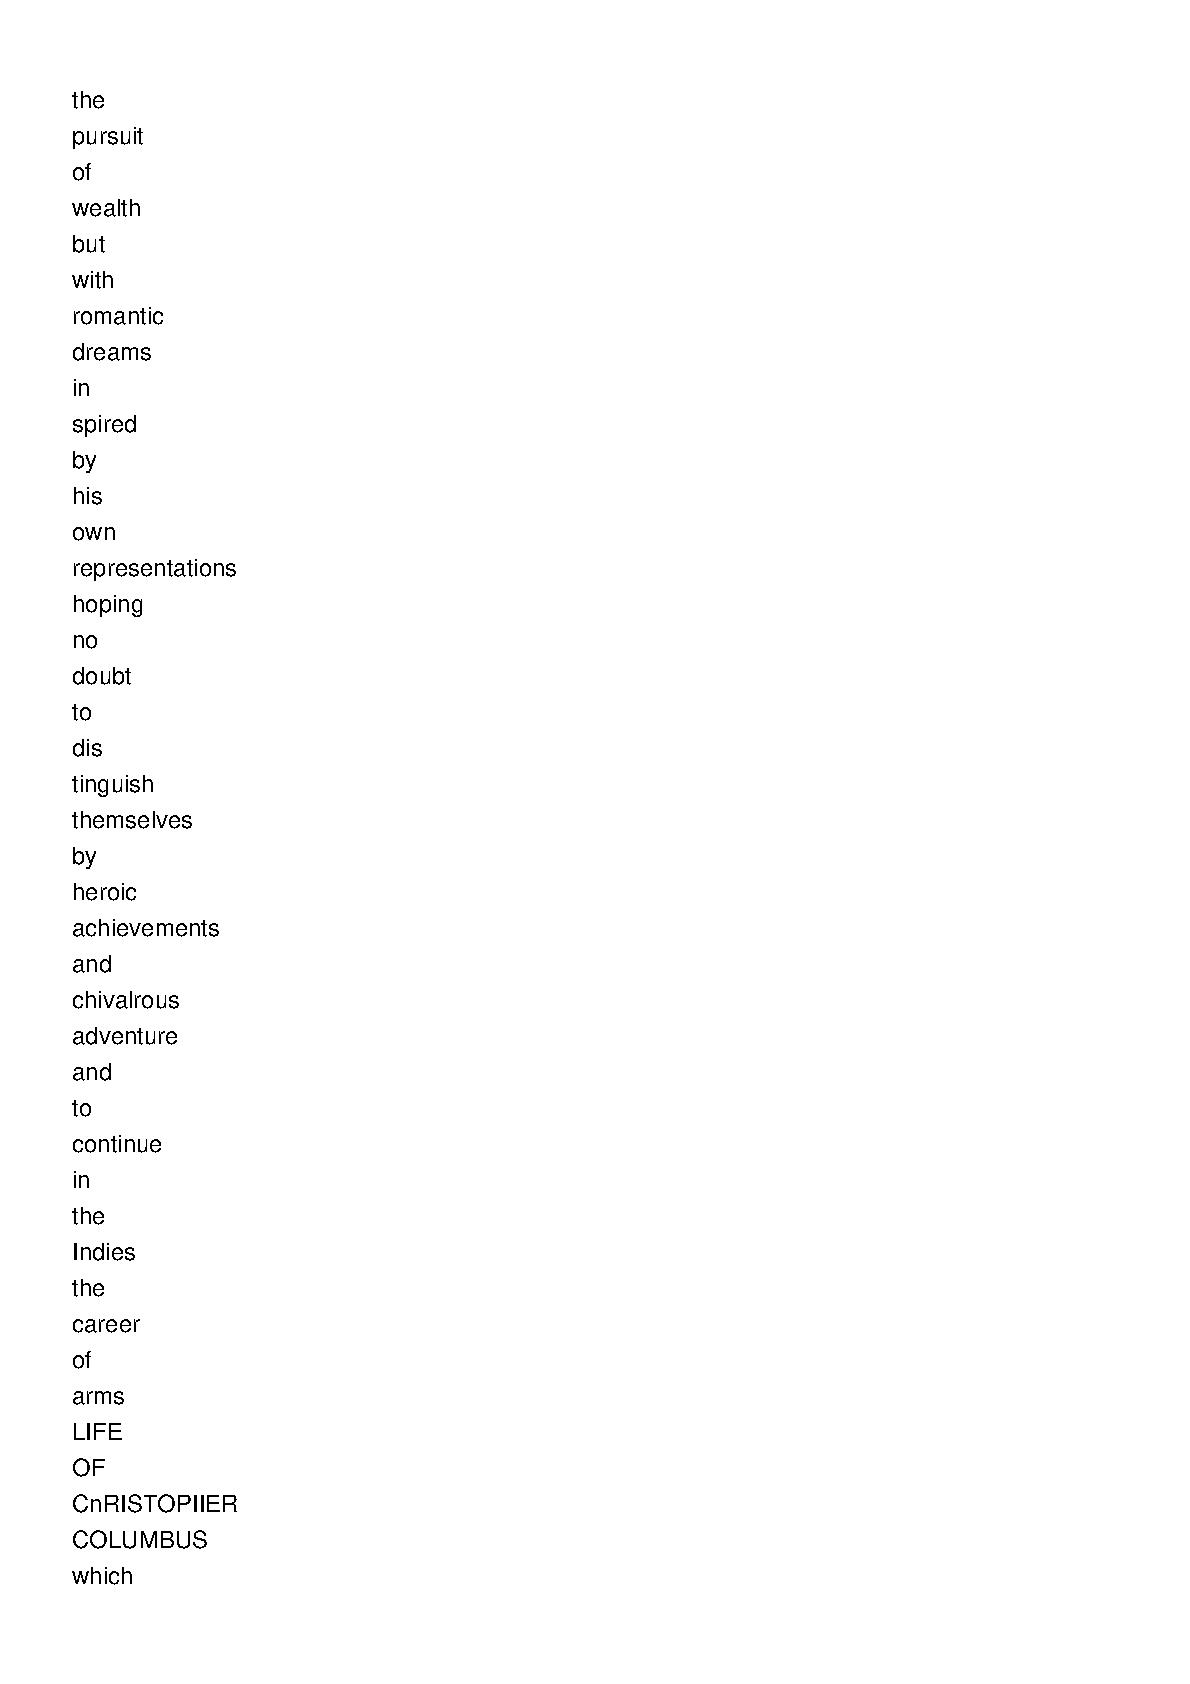 the
pursuit
of
wealth
but
with
romantic
dreams
in
spired
by
his
own
representations
hoping
no
doubt
to
dis
tinguish
themselves
by
heroic
achievements
and
chivalrous
adventure
and
to
continue
in
the
Indies
the
career
of
arms
LIFE
OF
CnRISTOPIIER
COLUMBUS
which